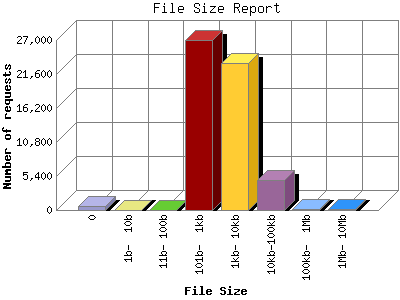 File Size Report
Number of requests
27,000
21,600
16,200
10,800
5,400
0
0
1b- 10b
11b- 100b
101b- 1kb
1kb- 10kb
10kb-100kb
100kb- 1Mb
1Mb- 10Mb
File Size